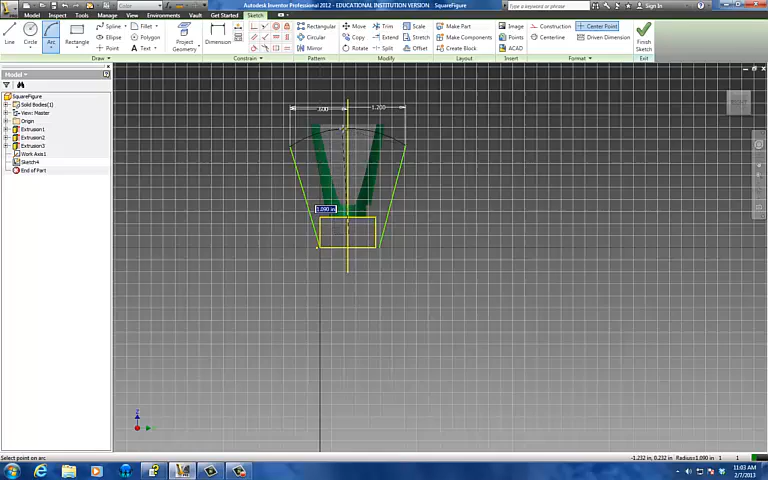 Autodesk Inventor Professional 2012 - EDUCATIONAL INSTITUTION VERSION SquareFigure
Type a keyword or phrase
Sign In
Model Inspect Tools Manage View Environments Vault Get Started Sketch
Line Circle Arc Rectangle
Spline Fillet
Ellipse Polygon
Point Text
Project Geometry
Dimension
Rectangular
Circular
Mirror
Move Trim Scale
Copy Extend Stretch
Rotate Split Offset
Make Part
Make Components
Create Block
Image
Points
ACAD
Construction Center Point
Centerline Driven Dimension
Finish Sketch
Draw Constrain Pattern Modify Layout Insert Format Exit
Model
SquareFigure
Solid Bodies(1)
View: Master
Origin
Extrusion1
Extrusion2
Extrusion3
Work Axis1
Sketch4
End of Part
.600
1.200
1.090 in
RIGHT
Z
Select point on arc
-1.232 in, 0.232 in Radius=1.090 in 1 1
11:03 AM
2/7/2013